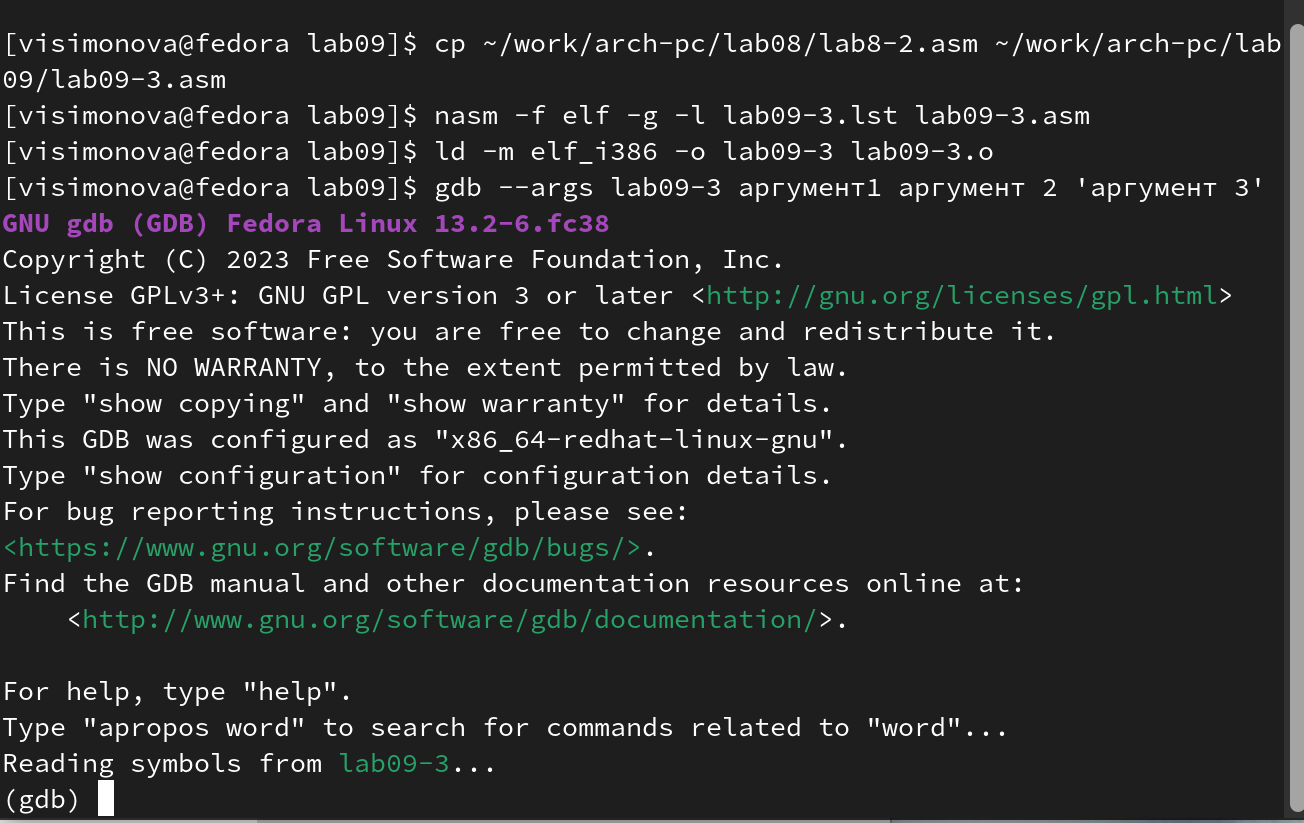 [visimonova@fedora lab09]$ cp ~/work/arch-pc/lab08/lab8-2.asm ~/work/arch-pc/lab
09/lab09-3.asm
[visimonova@fedora lab09]$ nasm -f elf -g -l lab09-3.lst lab09-3.asm
[visimonova@fedora lab09]$ ld -m elf_i386 -o lab09-3 lab09-3.o
[visimonova@fedora lab09]$ gdb --args lab09-3 аргумент1 аргумент 2 'аргумент 3'
GNU gdb (GDB) Fedora Linux 13.2-6.fc38
Copyright (C) 2023 Free Software Foundation, Inc.
License GPLv3+: GNU GPL version 3 or later <http://gnu.org/licenses/gpl.html>
This is free software: you are free to change and redistribute it.
There is NO WARRANTY, to the extent permitted by law.
Type "show copying" and "show warranty" for details.
This GDB was configured as "x86_64-redhat-linux-gnu".
Type "show configuration" for configuration details.
For bug reporting instructions, please see:
<https://www.gnu.org/software/gdb/bugs/>.
Find the GDB manual and other documentation resources online at:
    <http://www.gnu.org/software/gdb/documentation/>.

For help, type "help".
Type "apropos word" to search for commands related to "word"...
Reading symbols from lab09-3...
(gdb)